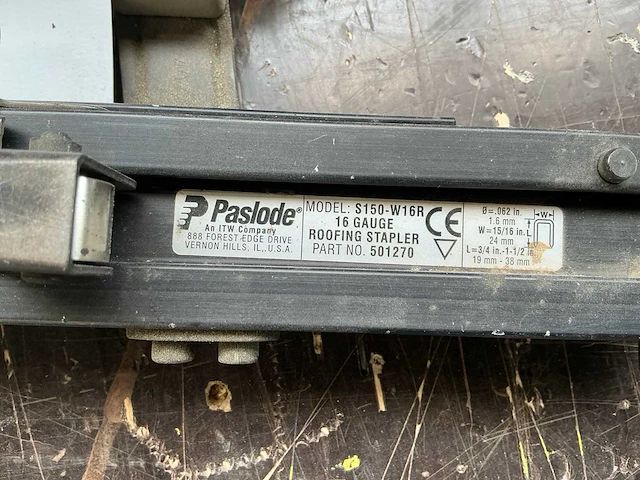 Paslode®
An ITW Company
888 FOREST EDGE DRIVE
VERNON HILLS, IL., U.S.A.
MODEL: S150-W16R
16 GAUGE
ROOFING STAPLER
PART NO. 501270
CE
Ø=.062 in.
1.6 mm
W=15/16 in.
24 mm
L=3/4 in.-1-1/2 in
19 mm - 38 mm
W
L